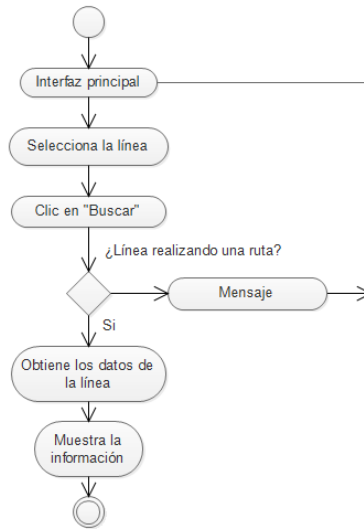 Interfaz principal
Selecciona la línea
Clic en "Buscar"
¿Línea realizando una ruta?
Mensaje
Si
Obtiene los datos de
la línea
Muestra la
información